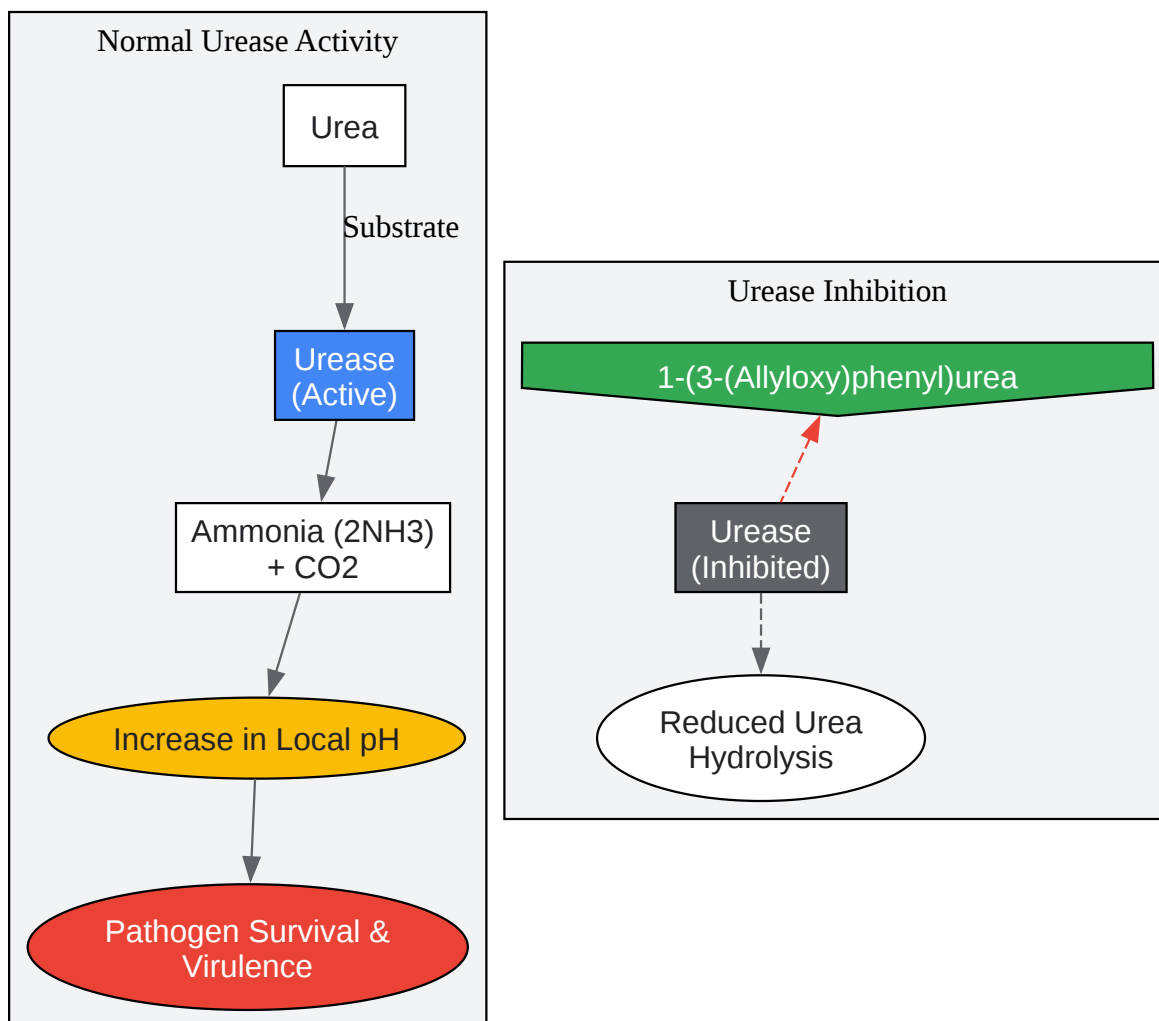 Normal Urease Activity
Urea
Substrate
Urease
(Active)
Ammonia (2NH3)
+ CO2
Increase in Local pH
Pathogen Survival &
Virulence
Urease Inhibition
1-(3-(Allyloxy)phenyl)urea
Urease
(Inhibited)
Reduced Urea
Hydrolysis